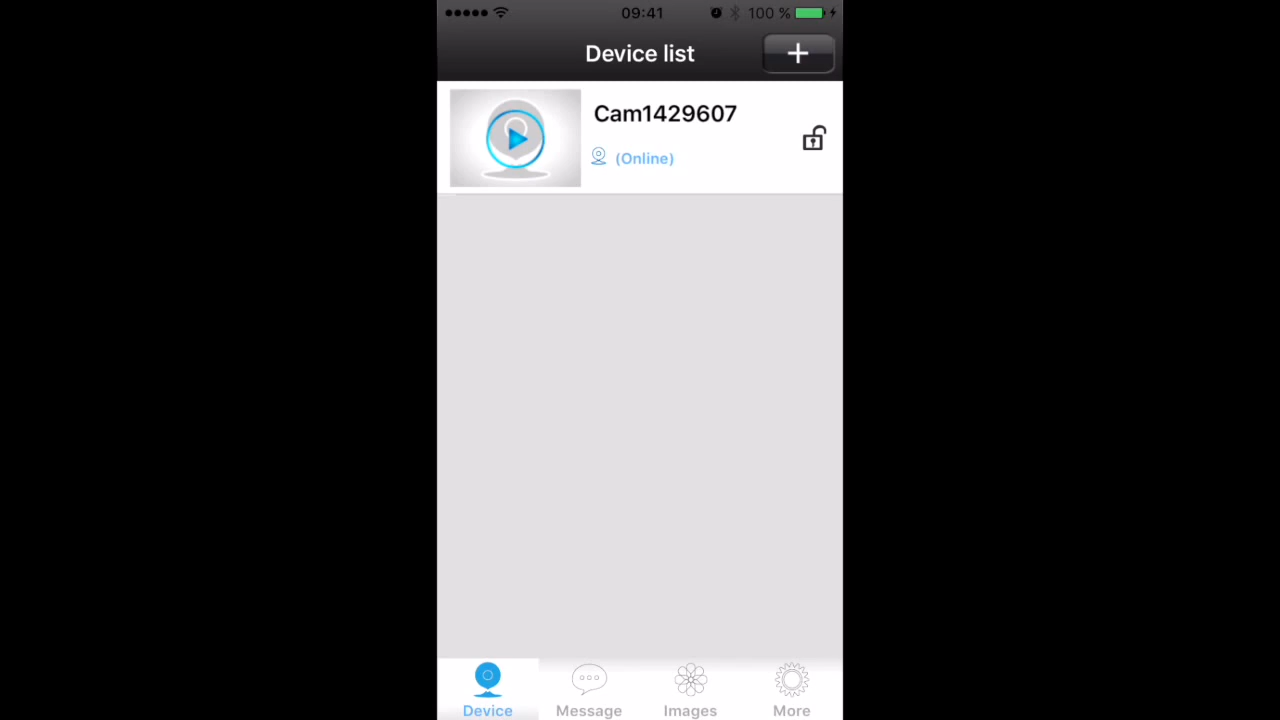 09:41
100 %
Device list
+
Cam1429607
(Online)
Device
Message
Images
More